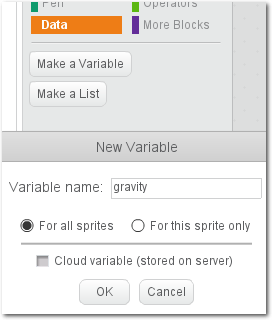 Pen Operators
Data More Blocks
Make a Variable
Make a List
New Variable
Variable name: gravity
For all sprites For this sprite only
Cloud variable (stored on server)
OK Cancel